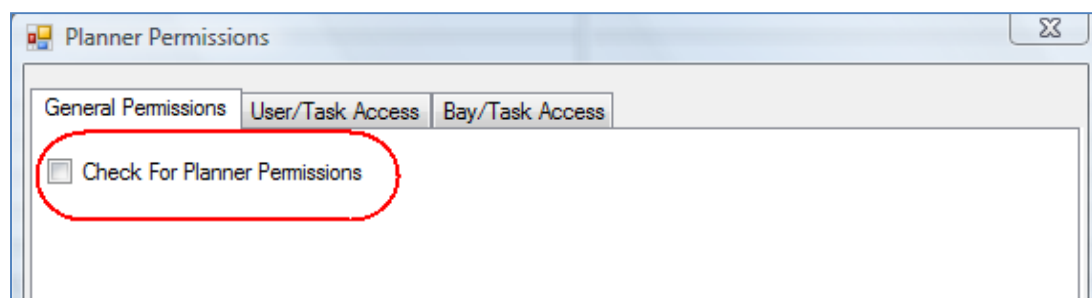 Planner Permissions
General Permissions User/Task Access Bay/Task Access
Check For Planner Permissions